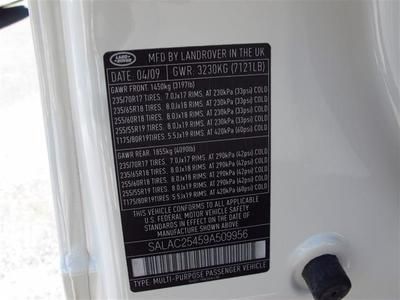 LAND ROVER
MFD BY LANDROVER IN THE UK
DATE: 04/09 GWR: 3230KG (7121LB)
GAWR FRONT: 1450kg (3197lb)
235/70R17 TIRES. 7.0Jx17 RIMS. AT 230kPa (33psi) COLD
235/65R18 TIRES. 8.0Jx18 RIMS. AT 230kPa (33psi) COLD
255/60R18 TIRES. 8.0Jx18 RIMS. AT 230kPa (33psi) COLD
255/55R19 TIRES. 8.0Jx19 RIMS. AT 230kPa (33psi) COLD
T175/80R19TIRES. 5.5Jx19 RIMS. AT 420kPa (60psi) COLD
GAWR REAR: 1855kg (4090lb)
235/70R17 TIRES. 7.0Jx17 RIMS. AT 290kPa (42psi) COLD
235/65R18 TIRES. 8.0Jx18 RIMS. AT 290kPa (42psi) COLD
255/60R18 TIRES. 8.0Jx18 RIMS. AT 290kPa (42psi) COLD
255/55R19 TIRES. 8.0Jx19 RIMS. AT 290kPa (42psi) COLD
T175/80R19TIRES. 5.5Jx19 RIMS. AT 420kPa (60psi) COLD
THIS VEHICLE CONFORMS TO ALL APPLICABLE
U.S. FEDERAL MOTOR VEHICLE SAFETY STANDARDS
IN EFFECT ON THE DATE OF MANUFACTURE
SHOWN ABOVE.
SALAC25459A509956
TYPE: MULTI-PURPOSE PASSENGER VEHICLE